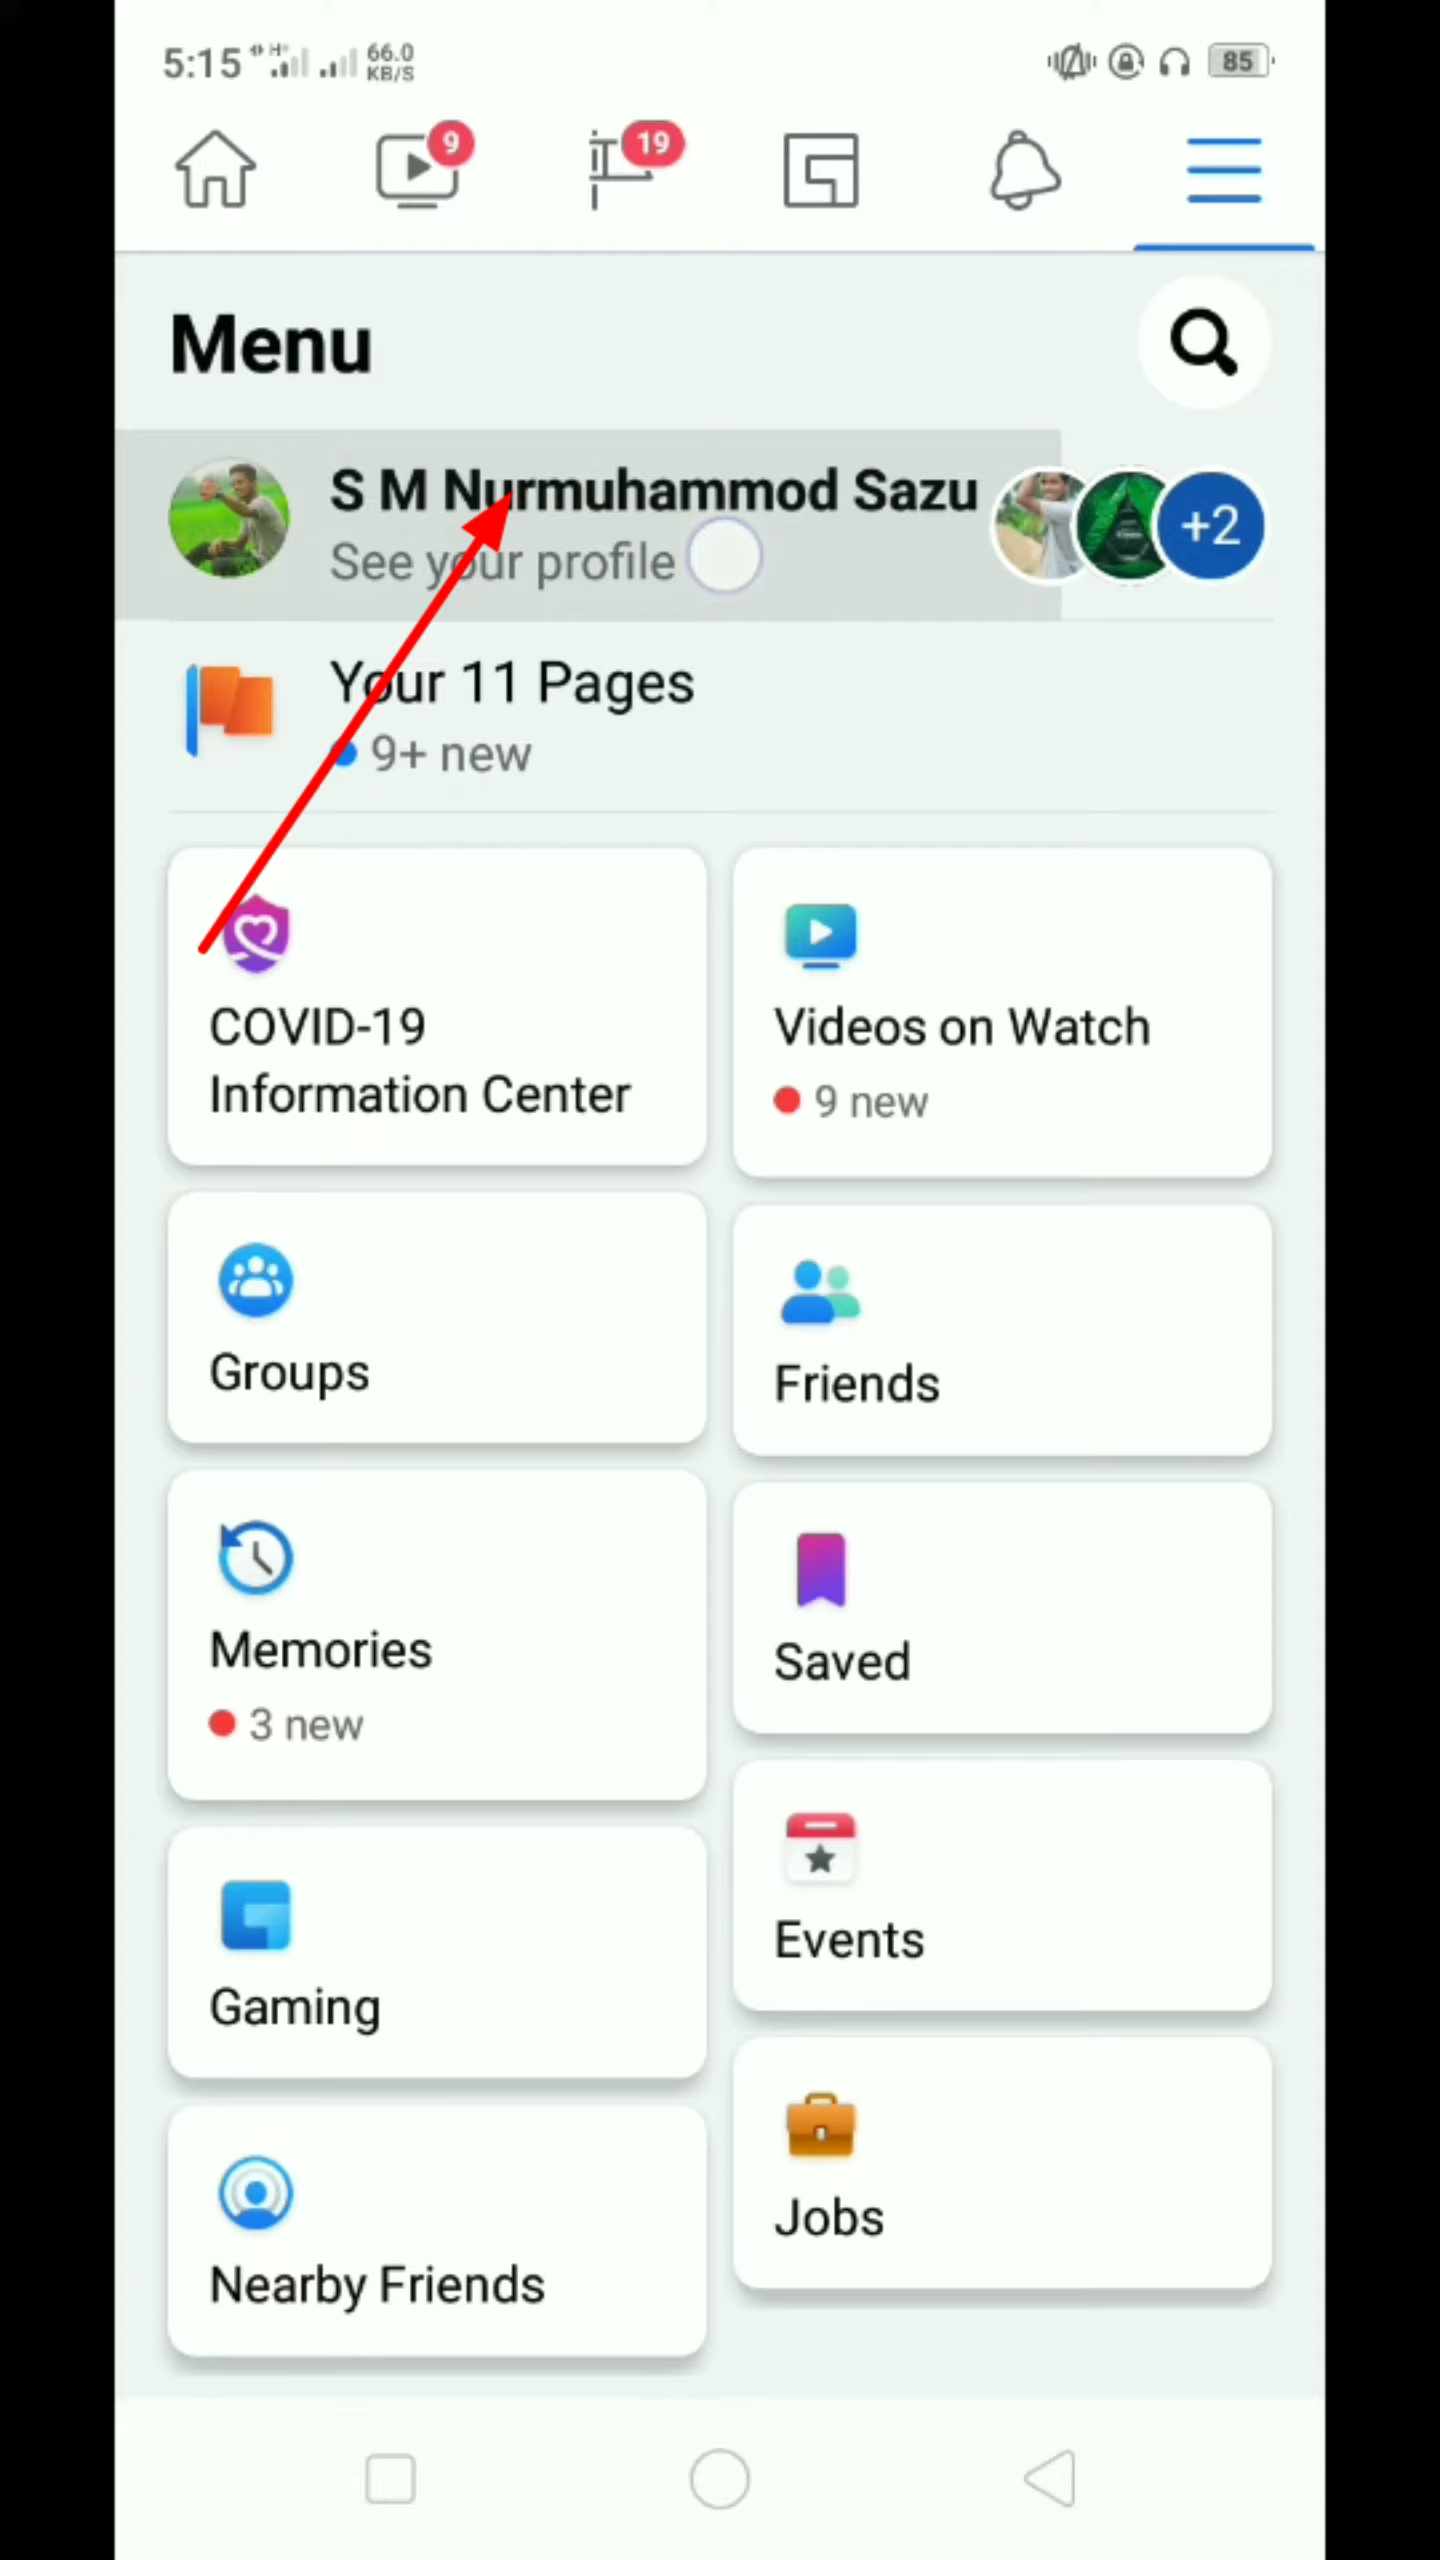 5:15 H+ 66.0 KB/S 85
9
19
Menu
S M Nurmuhammod Sazu
See your profile
+2
Your 11 Pages
9+ new
COVID-19
Information Center
Videos on Watch
9 new
Groups
Friends
Memories
3 new
Saved
Gaming
Events
Nearby Friends
Jobs